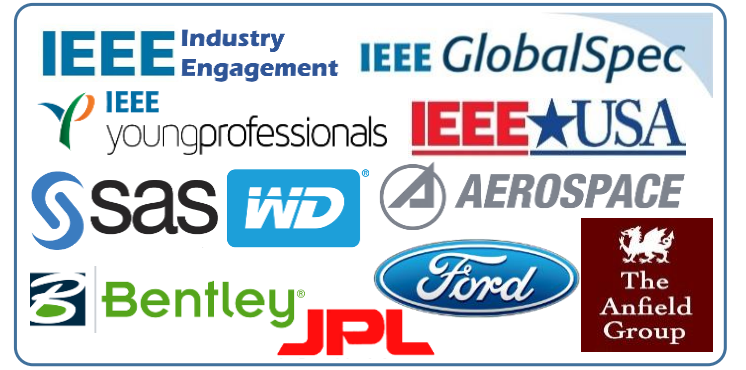 IEEE Industry
Engagement
IEEE GlobalSpec
IEEE
youngprofessionals
IEEE USA
sas
WD®
AEROSPACE
Ford
The
Anfield
Group
Bentley®
JPL